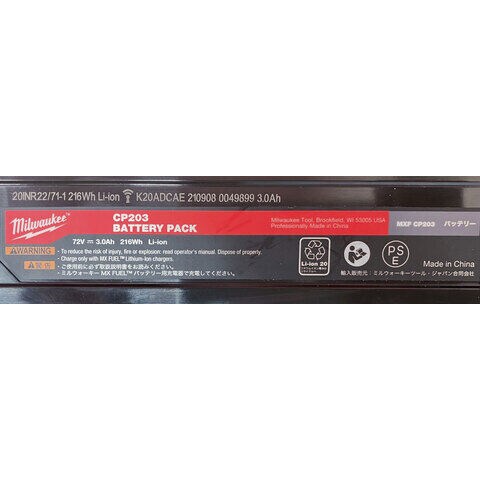 20INR22/71-1 216Wh Li-ion K20ADCAE 210908 0049899 3.0Ah
Milwaukee
CP203
BATTERY PACK
72V ⎓ 3.0Ah 216Wh Li-ion
Milwaukee Tool, Brookfield, WI 53005 USA
Professionally Made in China
MXF CP203 バッテリー
WARNING • To reduce the risk of injury, read operator's manual. Dispose of properly.
• Charge only with MX FUEL™ Lithium-Ion chargers.
警告 • ご使用前に必ず取扱説明書をお読みください。
• ミルウォーキー MX FUEL™ バッテリー用充電器で充電してください。
Li-ion 20
輸入販売元：ミルウォーキーツール・ジャパン合同会社
PS
E
Made in China